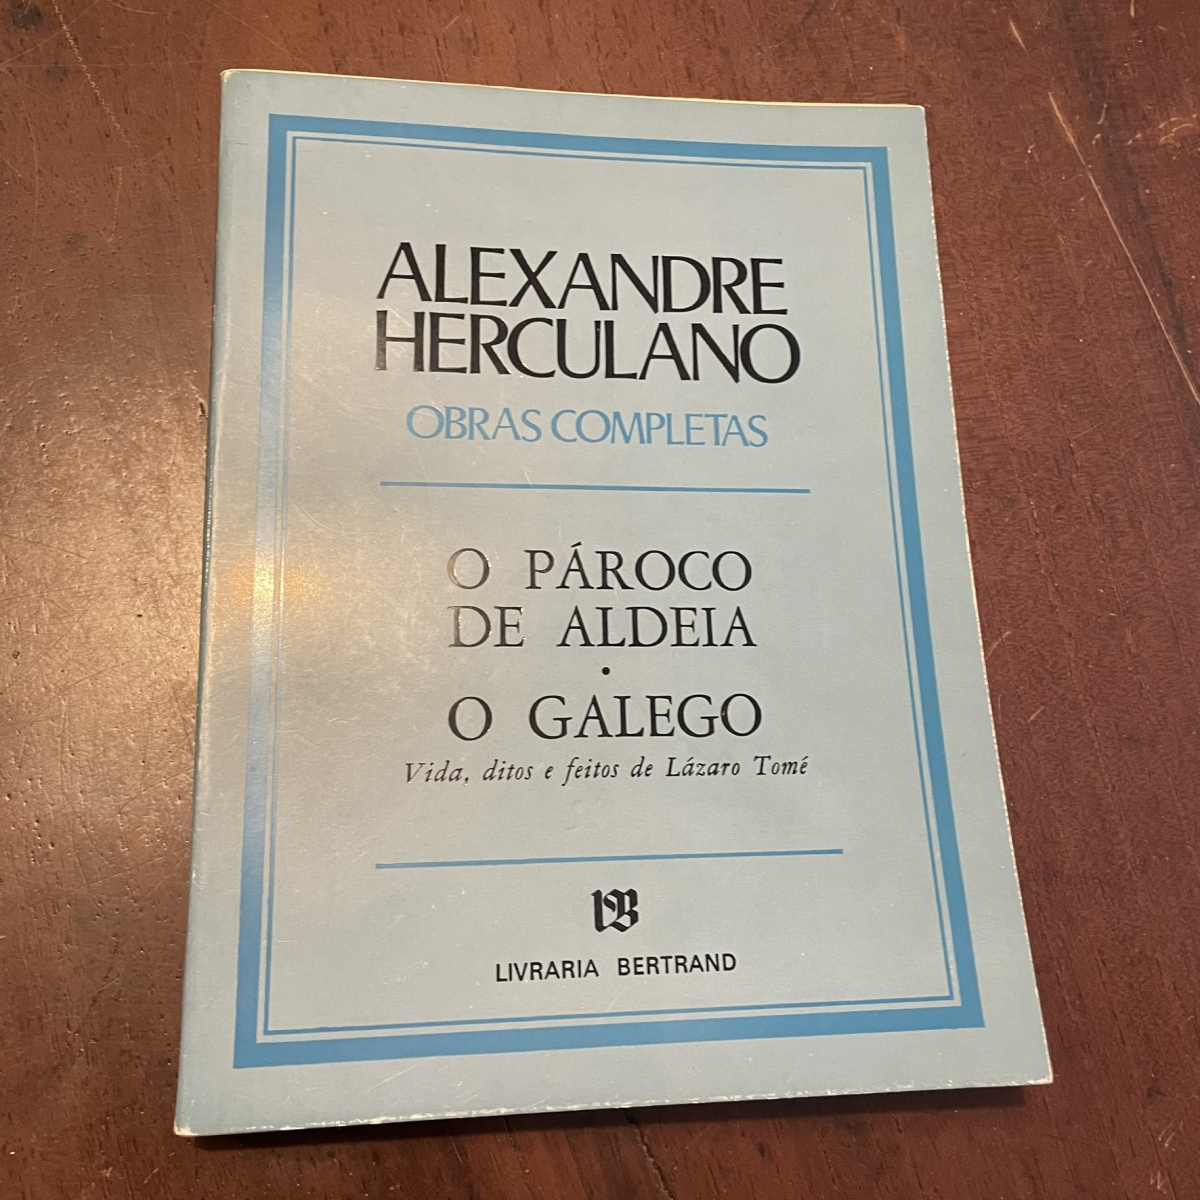 ALEXANDRE
HERCULANO
OBRAS COMPLETAS
O PÁROCO
DE ALDEIA
•
O GALEGO
Vida, ditos e feitos de Lázaro Tomé
LB
LIVRARIA BERTRAND